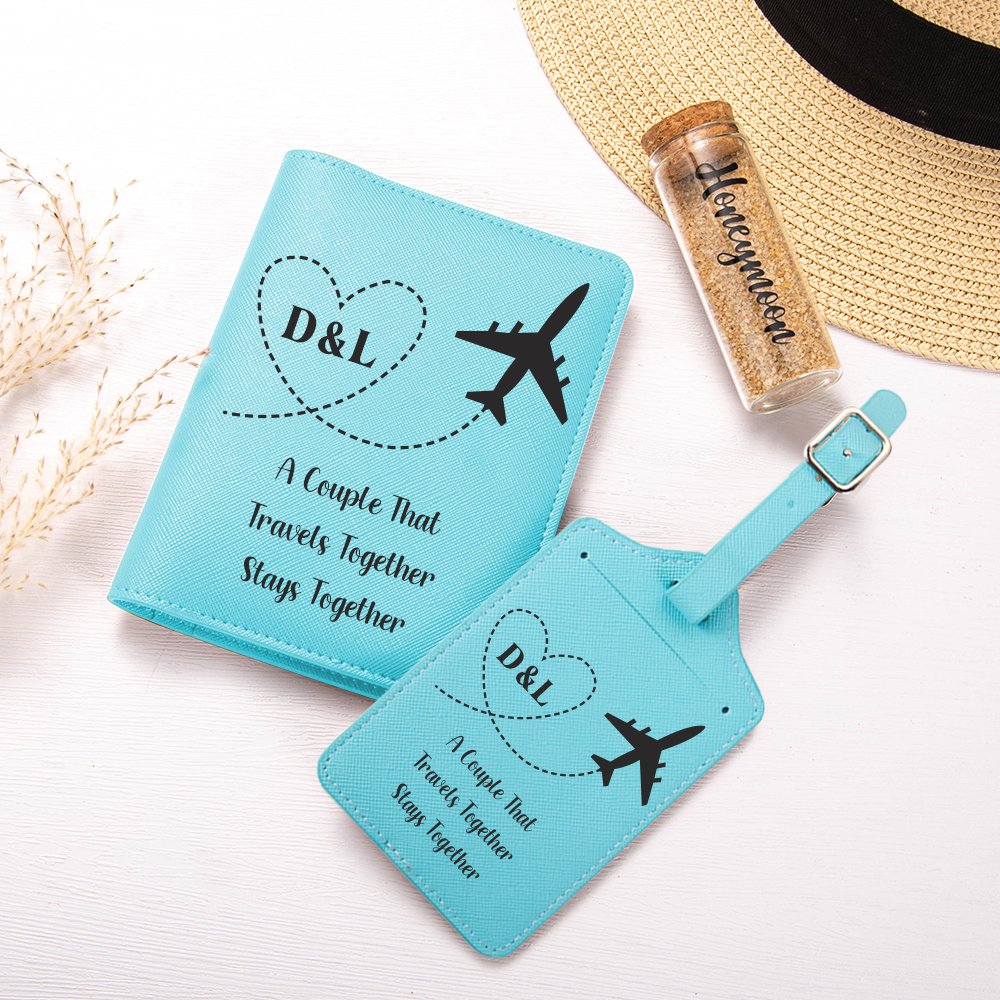 D&L
A Couple That
Travels Together
Stays Together
Honeymoon
D&L
A Couple That
Travels Together
Stays Together